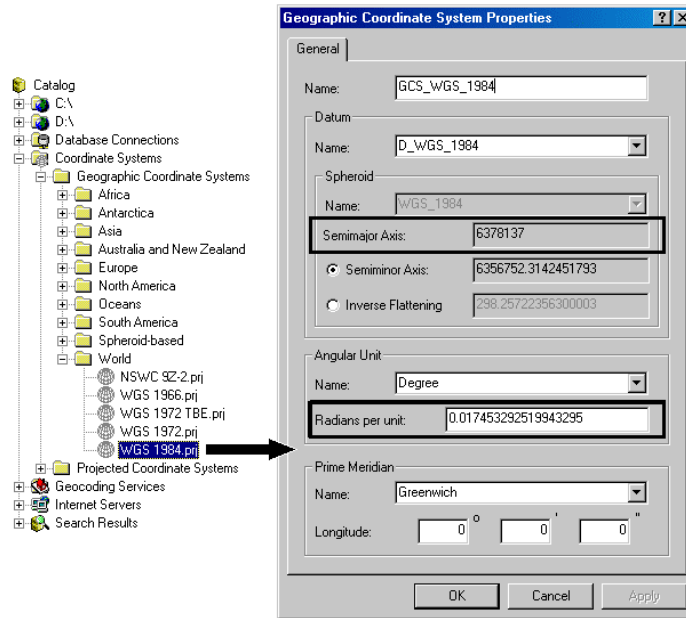 Catalog
C:\
D:\
Database Connections
Coordinate Systems
Geographic Coordinate Systems
Africa
Antarctica
Asia
Australia and New Zealand
Europe
North America
Oceans
South America
Spheroid-based
World
NSWC 9Z-2.prj
WGS 1966.prj
WGS 1972 TBE.prj
WGS 1972.prj
WGS 1984.prj
Projected Coordinate Systems
Geocoding Services
Internet Servers
Search Results
Geographic Coordinate System Properties
General
Name: GCS_WGS_1984
Datum
Name: D_WGS_1984
Spheroid
Name: WGS_1984
Semimajor Axis: 6378137
Semiminor Axis: 6356752.3142451793
Inverse Flattening 298.25722356300003
Angular Unit
Name: Degree
Radians per unit: 0.017453292519943295
Prime Meridian
Name: Greenwich
Longitude: 0 ° 0 ' 0 "
OK Cancel Apply